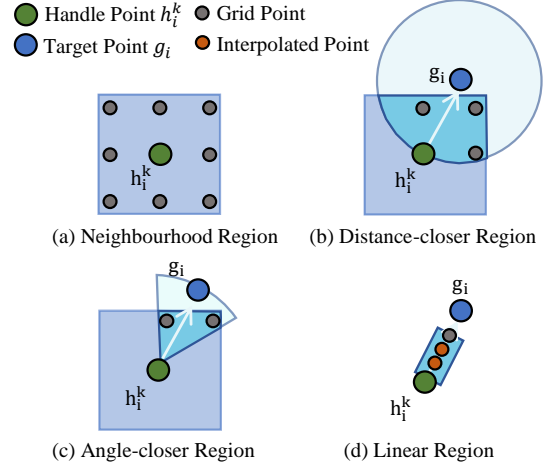 Handle Point h_i^k Grid Point
Target Point g_i Interpolated Point
g_i
h_i^k
h_i^k
(a) Neighbourhood Region (b) Distance-closer Region
g_i
g_i
h_i^k
h_i^k
(c) Angle-closer Region (d) Linear Region